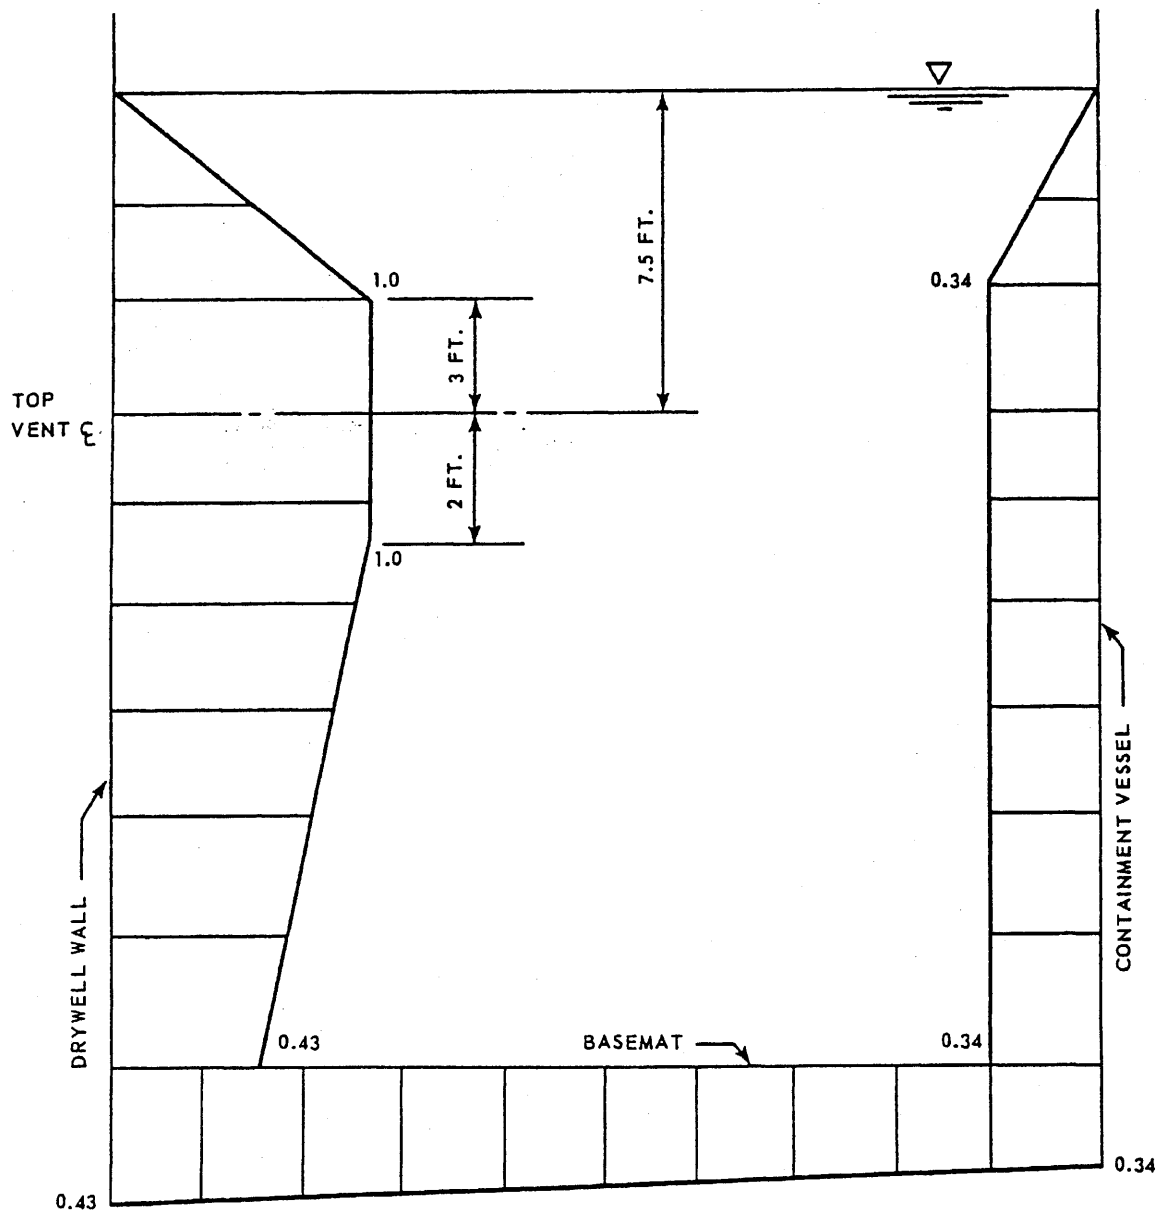 1.0
0.34
7.5 FT.
3 FT.
TOP
VENT ℄
2 FT.
1.0
CONTAINMENT VESSEL
DRYWELL WALL
0.43
BASEMAT
0.34
0.43
0.34